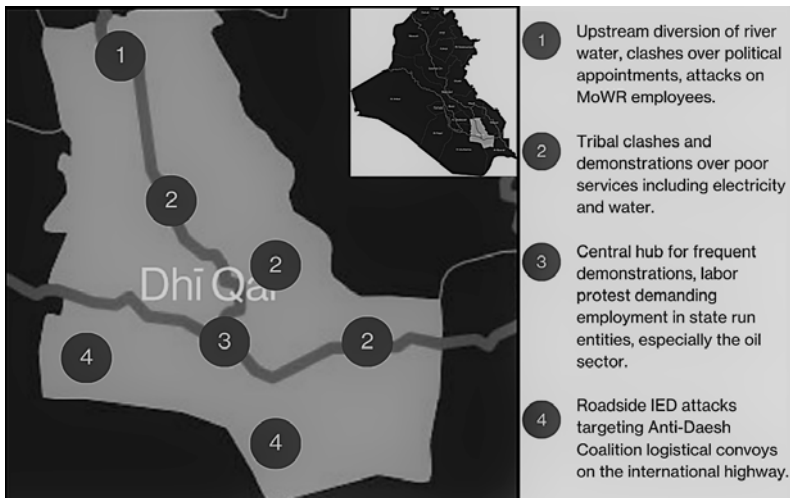 1
2
Dhī Qar
2
3
2
4
4
1
Upstream diversion of river
water, clashes over political
appointments, attacks on
MoWR employees.
2
Tribal clashes and
demonstrations over poor
services including electricity
and water.
3
Central hub for frequent
demonstrations, labor
protest demanding
employment in state run
entities, especially the oil
sector.
4
Roadside IED attacks
targeting Anti-Daesh
Coalition logistical convoys
on the international highway.